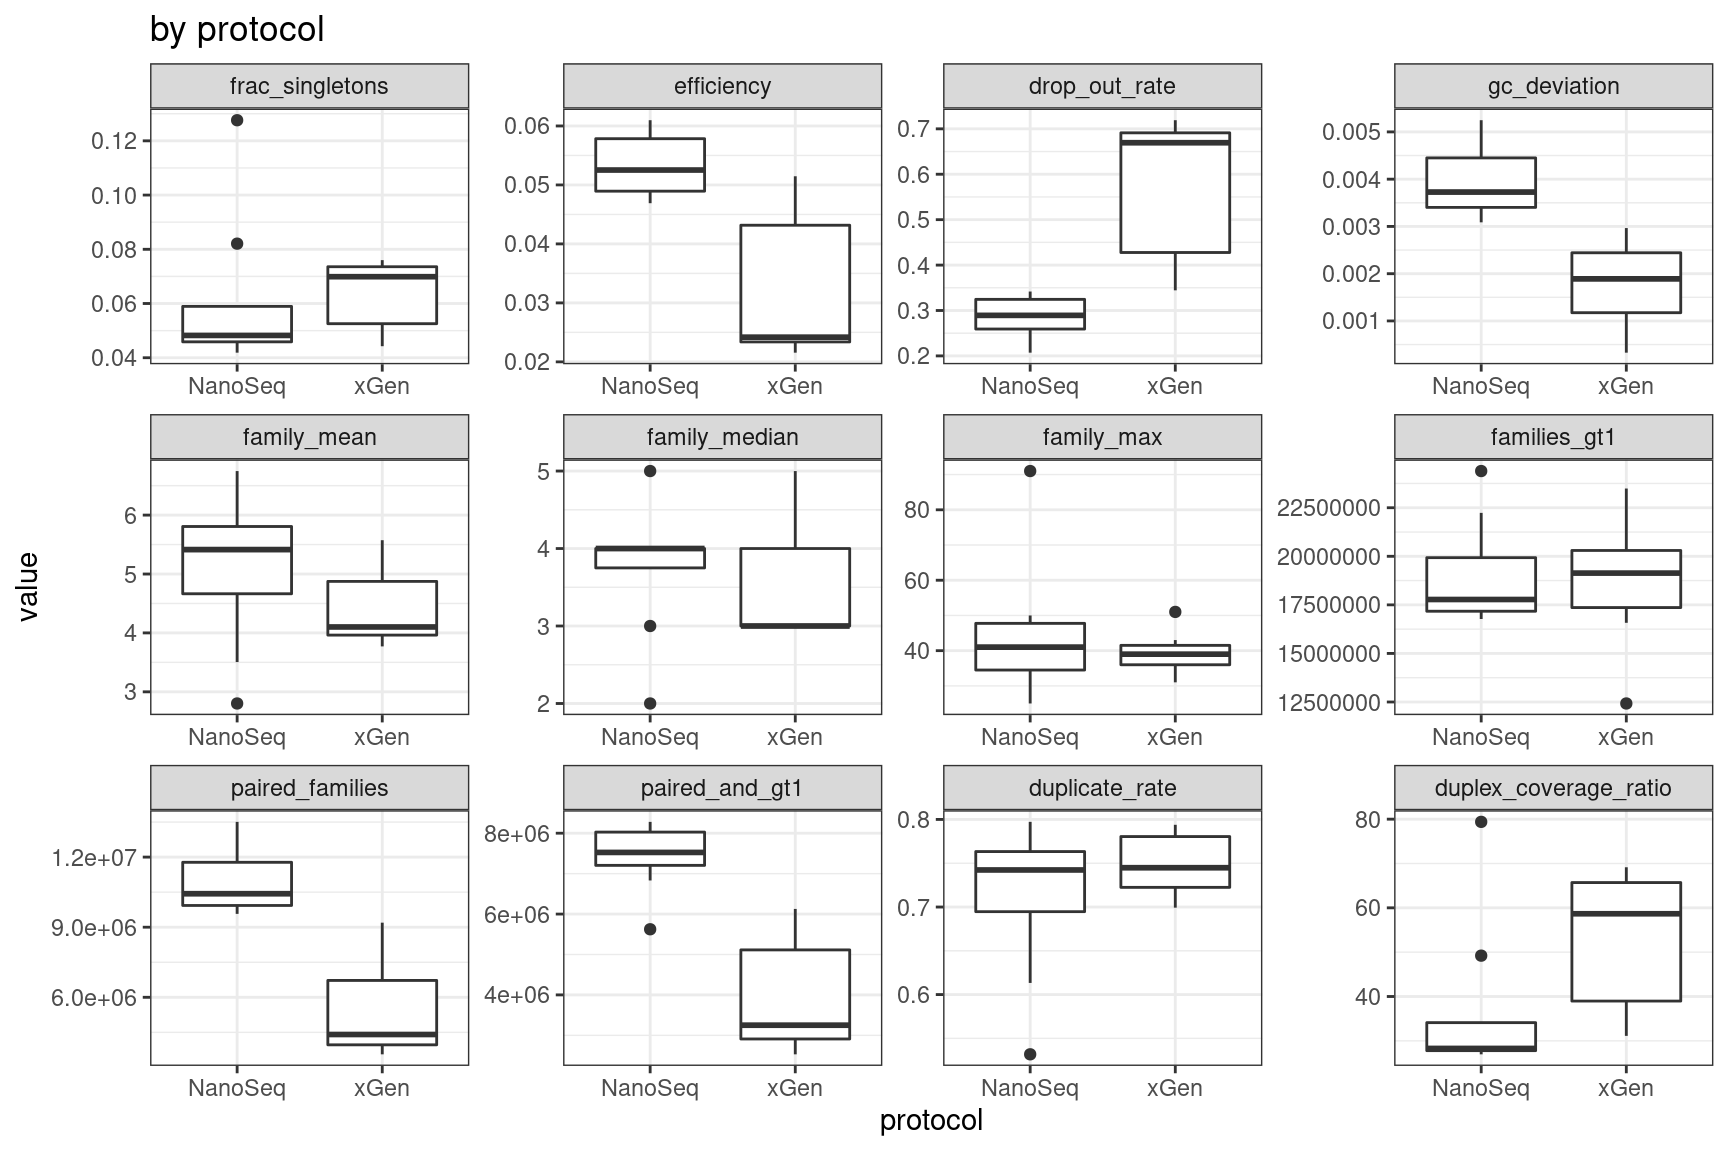 by protocol
frac_singletons
efficiency
drop_out_rate
gc_deviation
0.12
0.10
0.08
0.06
0.04
0.06
0.05
0.04
0.03
0.02
0.7
0.6
0.5
0.4
0.3
0.2
0.005
0.004
0.003
0.002
0.001
NanoSeq xGen
NanoSeq xGen
NanoSeq xGen
NanoSeq xGen
family_mean
family_median
family_max
families_gt1
6
5
4
3
5
4
3
2
80
60
40
22500000
20000000
17500000
15000000
12500000
NanoSeq xGen
NanoSeq xGen
NanoSeq xGen
NanoSeq xGen
value
paired_families
paired_and_gt1
duplicate_rate
duplex_coverage_ratio
1.2e+07
9.0e+06
6.0e+06
8e+06
6e+06
4e+06
0.8
0.7
0.6
80
60
40
NanoSeq xGen
NanoSeq xGen
NanoSeq xGen
NanoSeq xGen
protocol